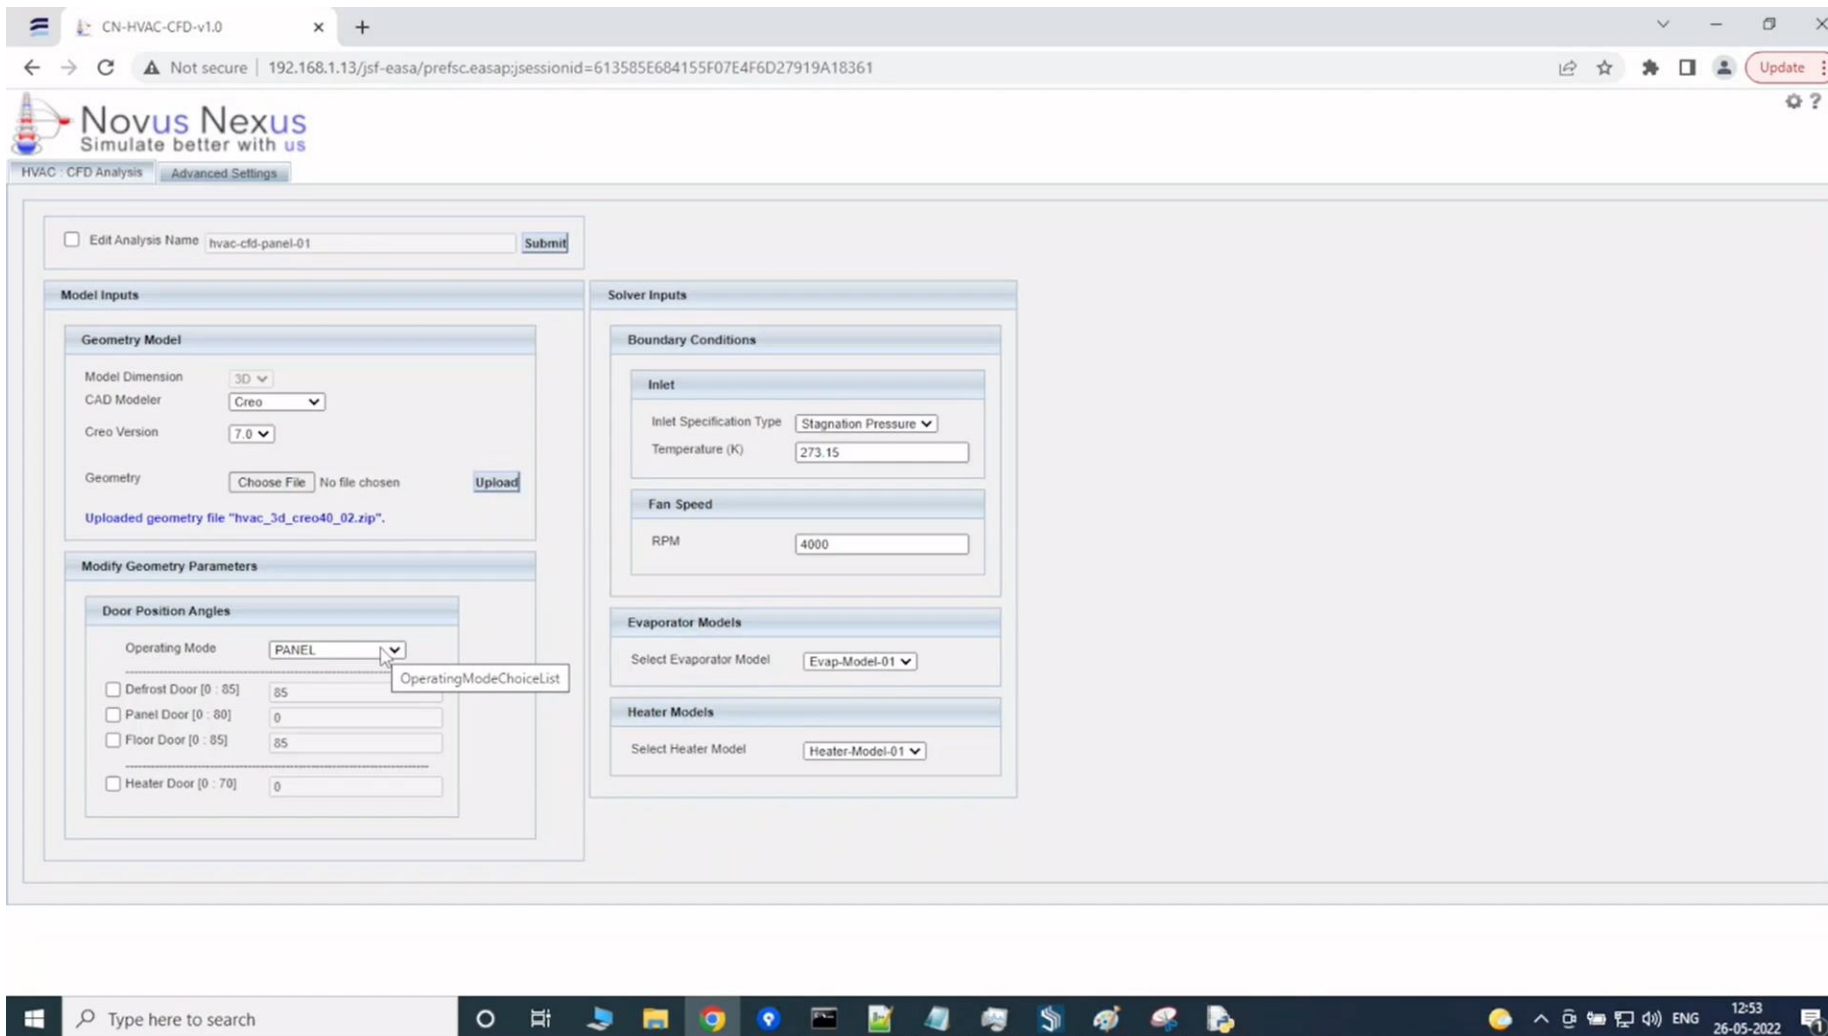 CN-HVAC-CFD-v1.0
Not secure | 192.168.1.13/jsf-easa/prefsc.easap;jsessionid=613585E684155F07E4F6D27919A18361
Update
Novus Nexus
Simulate better with us
HVAC : CFD Analysis
Advanced Settings
Edit Analysis Name hvac-cfd-panel-01 Submit
Model Inputs
Geometry Model
Model Dimension 3D
CAD Modeler Creo
Creo Version 7.0
Geometry Choose File No file chosen Upload
Uploaded geometry file "hvac_3d_creo40_02.zip".
Modify Geometry Parameters
Door Position Angles
Operating Mode PANEL
OperatingModeChoiceList
Defrost Door [0 : 85] 85
Panel Door [0 : 80] 0
Floor Door [0 : 85] 85
Heater Door [0 : 70] 0
Solver Inputs
Boundary Conditions
Inlet
Inlet Specification Type Stagnation Pressure
Temperature (K) 273.15
Fan Speed
RPM 4000
Evaporator Models
Select Evaporator Model Evap-Model-01
Heater Models
Select Heater Model Heater-Model-01
Type here to search
ENG
12:53
26-05-2022
1